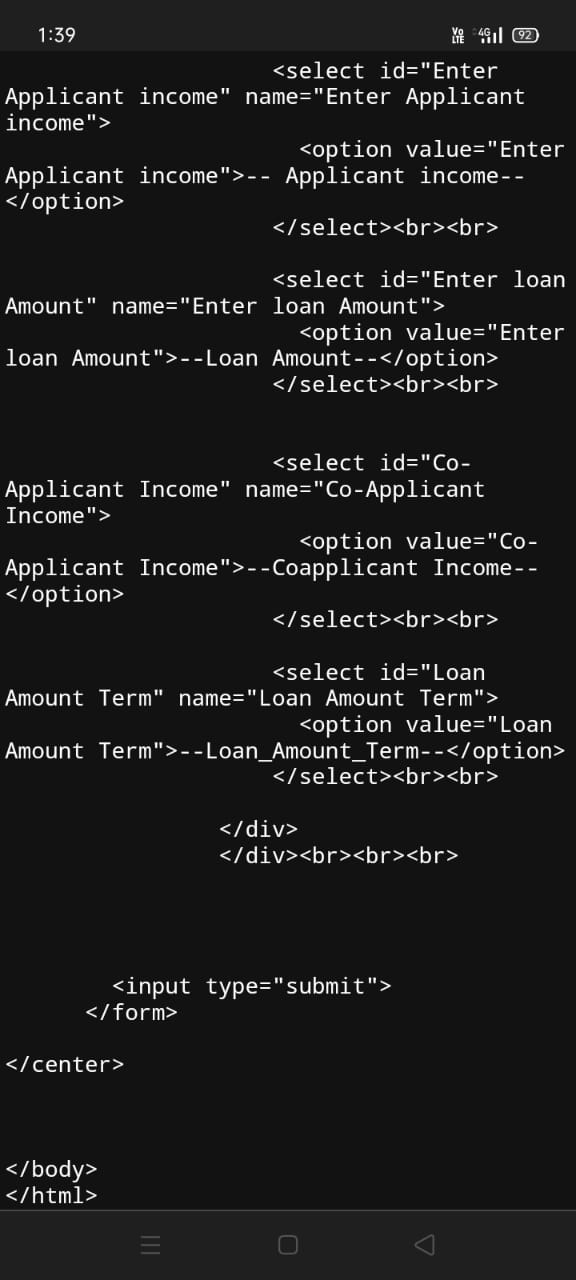 1:39 Vo LTE 4G 92
<select id="Enter
Applicant income" name="Enter Applicant
income">
<option value="Enter
Applicant income">-- Applicant income--
</option>
</select><br><br>
<select id="Enter loan
Amount" name="Enter loan Amount">
<option value="Enter
loan Amount">--Loan Amount--</option>
</select><br><br>
<select id="Co-
Applicant Income" name="Co-Applicant
Income">
<option value="Co-
Applicant Income">--Coapplicant Income--
</option>
</select><br><br>
<select id="Loan
Amount Term" name="Loan Amount Term">
<option value="Loan
Amount Term">--Loan_Amount_Term--</option>
</select><br><br>
</div>
</div><br><br><br>
<input type="submit">
</form>
</center>
</body>
</html>